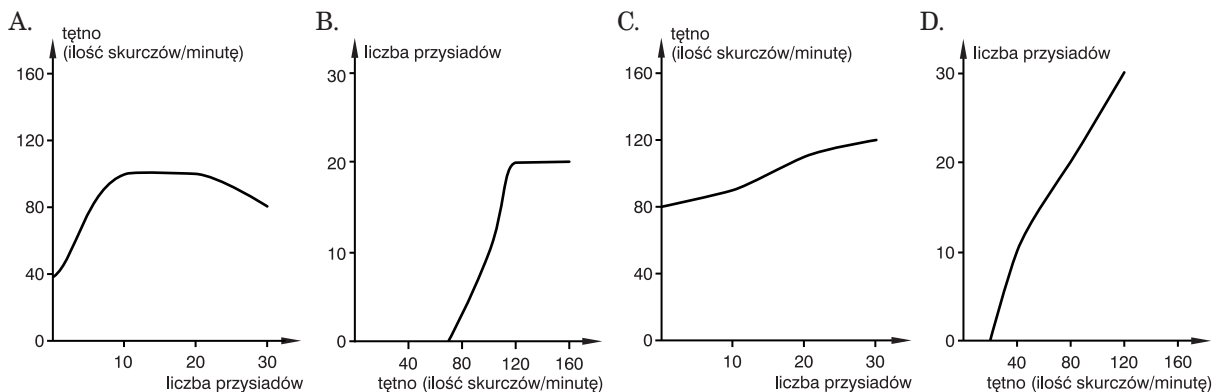 A.
tętno
(ilość skurczów/minutę)
160
120
80
40
0
10 20 30
liczba przysiadów
B.
liczba przysiadów
30
20
10
0
40 80 120 160
tętno (ilość skurczów/minutę)
C.
tętno
(ilość skurczów/minutę)
160
120
80
40
0
10 20 30
liczba przysiadów
D.
liczba przysiadów
30
20
10
0
40 80 120 160
tętno (ilość skurczów/minutę)